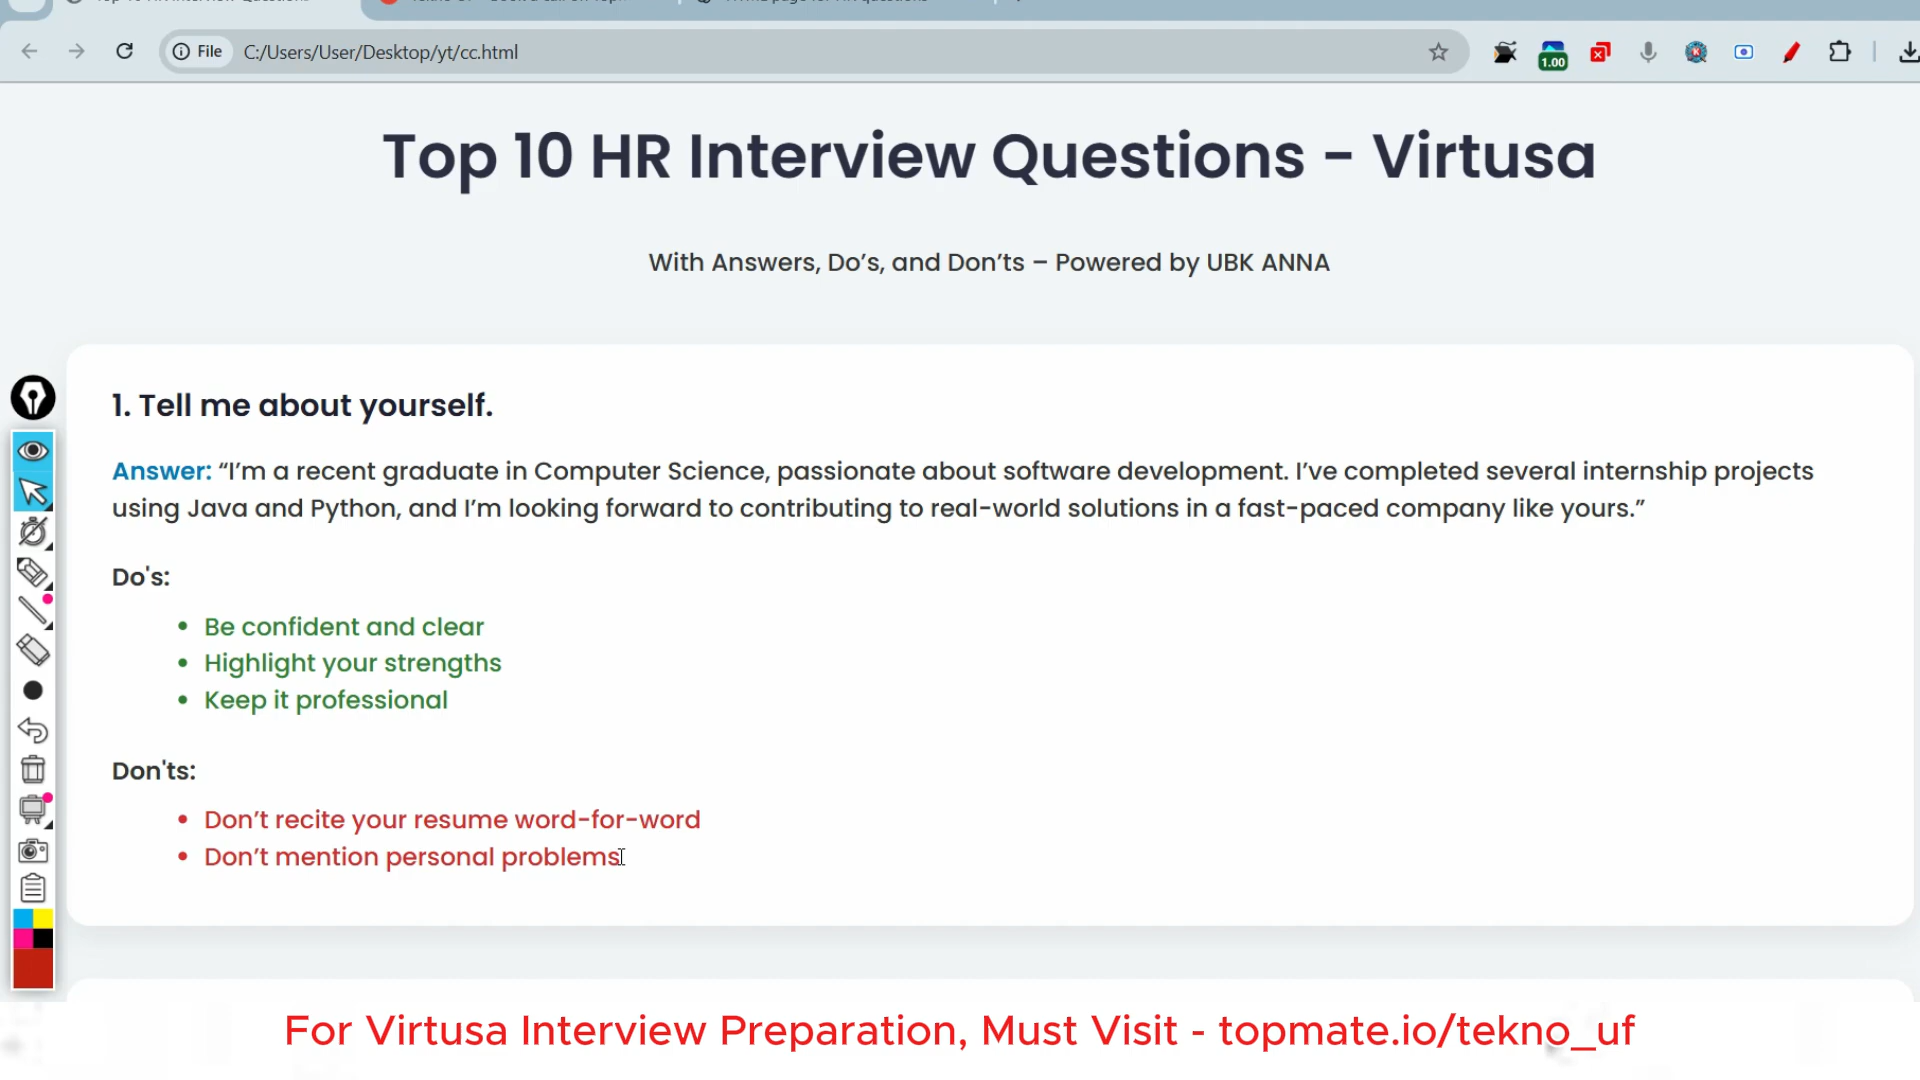 File C:/Users/User/Desktop/yt/cc.html
1.00
Top 10 HR Interview Questions - Virtusa
With Answers, Do’s, and Don’ts – Powered by UBK ANNA
1. Tell me about yourself.
Answer: “I’m a recent graduate in Computer Science, passionate about software development. I’ve completed several internship projects
using Java and Python, and I’m looking forward to contributing to real-world solutions in a fast-paced company like yours.”
Do's:
• Be confident and clear
• Highlight your strengths
• Keep it professional
Don'ts:
• Don’t recite your resume word-for-word
• Don’t mention personal problems
For Virtusa Interview Preparation, Must Visit - topmate.io/tekno_uf